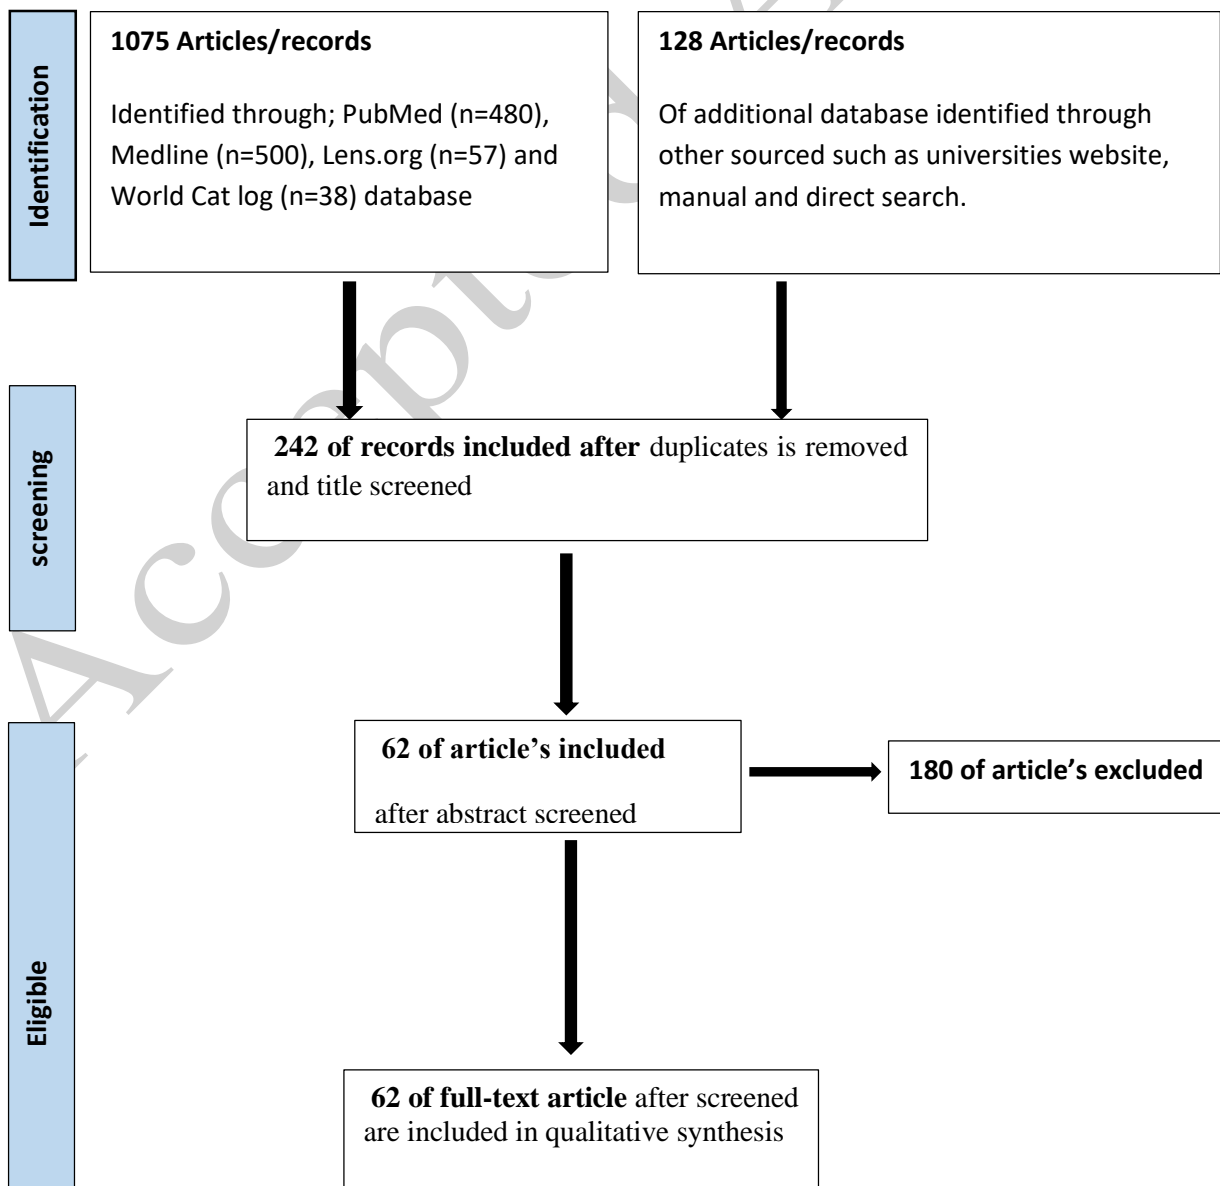 Identification
1075 Articles/records
Identified through; PubMed (n=480),
Medline (n=500), Lens.org (n=57) and
World Cat log (n=38) database
128 Articles/records
Of additional database identified through
other sourced such as universities website,
manual and direct search.
screening
242 of records included after duplicates is removed
and title screened
Eligible
62 of article's included
after abstract screened
180 of article's excluded
62 of full-text article after screened
are included in qualitative synthesis
Accepted